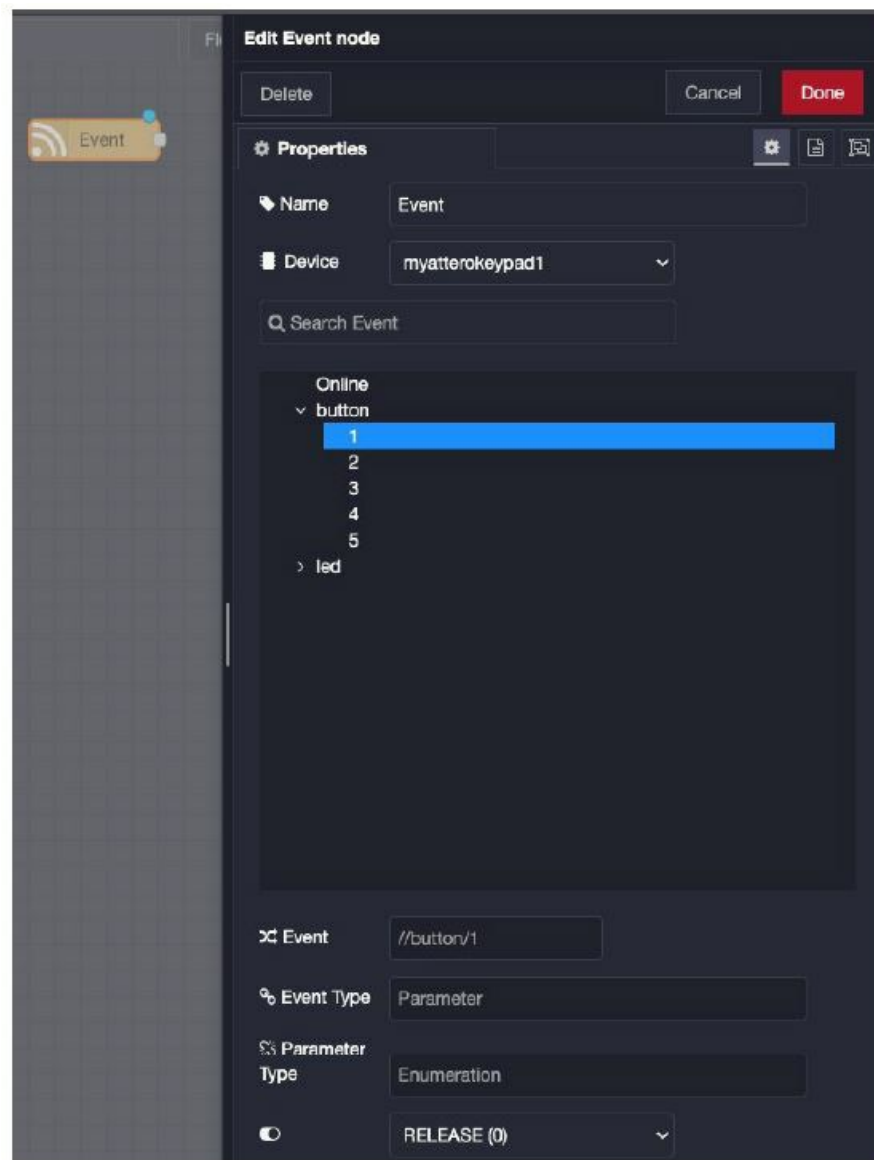 Edit Event node
Delete
Cancel
Done
Event
Properties
Name
Event
Device
myatterokeypad1
Search Event
Online
button
1
2
3
4
5
led
Event
//button/1
Event Type
Parameter
Parameter
Type
Enumeration
RELEASE (0)